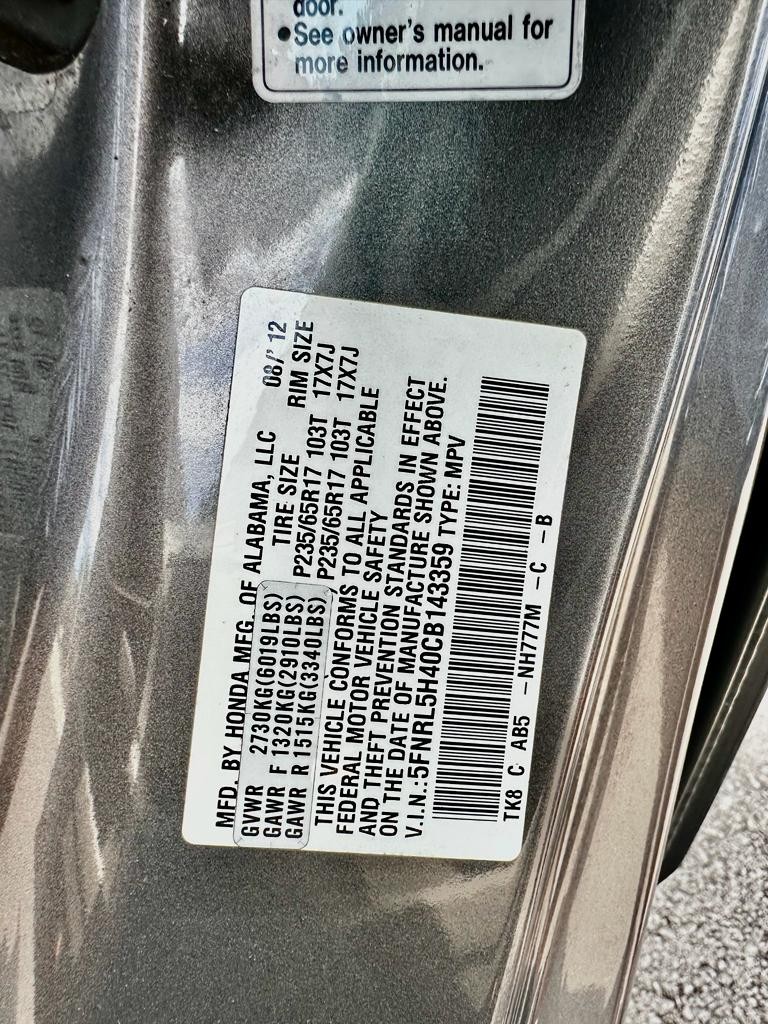 door.
•See owner's manual for
more information.
MFD. BY HONDA MFG. OF ALABAMA, LLC 08/' 12
GVWR 2730KG(6019LBS) TIRE SIZE RIM SIZE
GAWR F 1320KG(2910LBS) P235/65R17 103T 17X7J
GAWR R 1515KG(3340LBS) P235/65R17 103T 17X7J
THIS VEHICLE CONFORMS TO ALL APPLICABLE
FEDERAL MOTOR VEHICLE SAFETY
AND THEFT PREVENTION STANDARDS IN EFFECT
ON THE DATE OF MANUFACTURE SHOWN ABOVE.
V.I.N.:5FNRL5H40CB143359 TYPE: MPV
TK8 C AB5 -NH777M -C -B